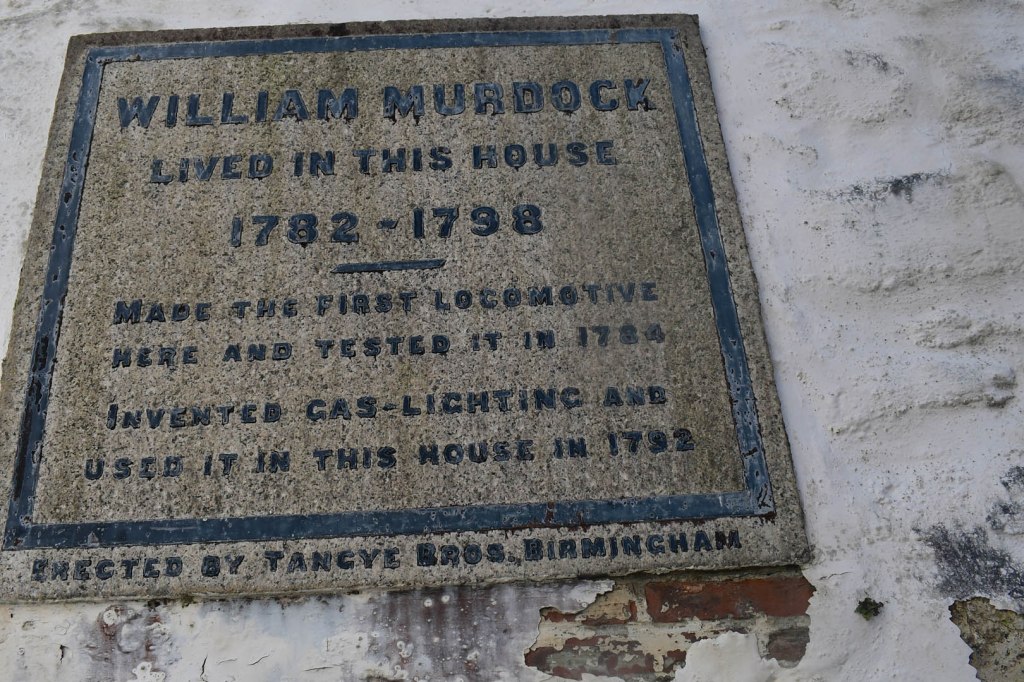 WILLIAM MURDOCK
LIVED IN THIS HOUSE
1782-1798
MADE THE FIRST LOCOMOTIVE
HERE AND TESTED IT IN 1784
INVENTED GAS-LIGHTING AND
USED IT IN THIS HOUSE IN 1792
ERECTED BY TANGYE BROS. BIRMINGHAM